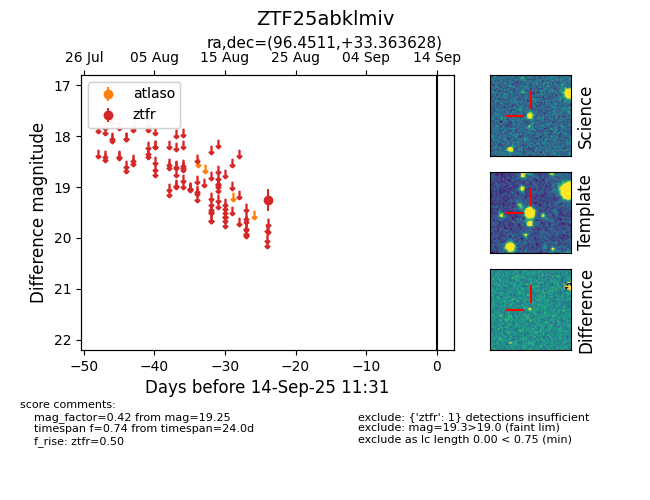 ZTF25abklmiv
ra,dec=(96.4511,+33.363628)
26 Jul 05 Aug 15 Aug 25 Aug 04 Sep 14 Sep
atlaso
ztfr
17
18
19
20
21
22
Difference magnitude
−50 −40 −30 −20 −10 0
Days before 14-Sep-25 11:31
Science
Template
Difference
score comments:
mag_factor=0.42 from mag=19.25
timespan f=0.74 from timespan=24.0d
f_rise: ztfr=0.50
exclude: {'ztfr': 1} detections insufficient
exclude: mag=19.3>19.0 (faint lim)
exclude as lc length 0.00 < 0.75 (min)